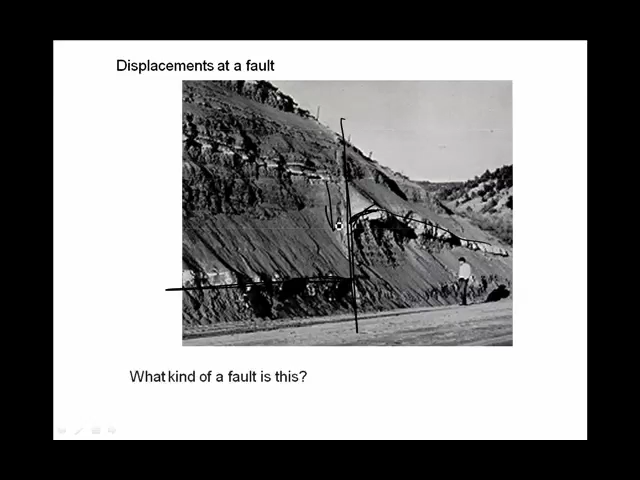 Displacements at a fault
What kind of a fault is this?